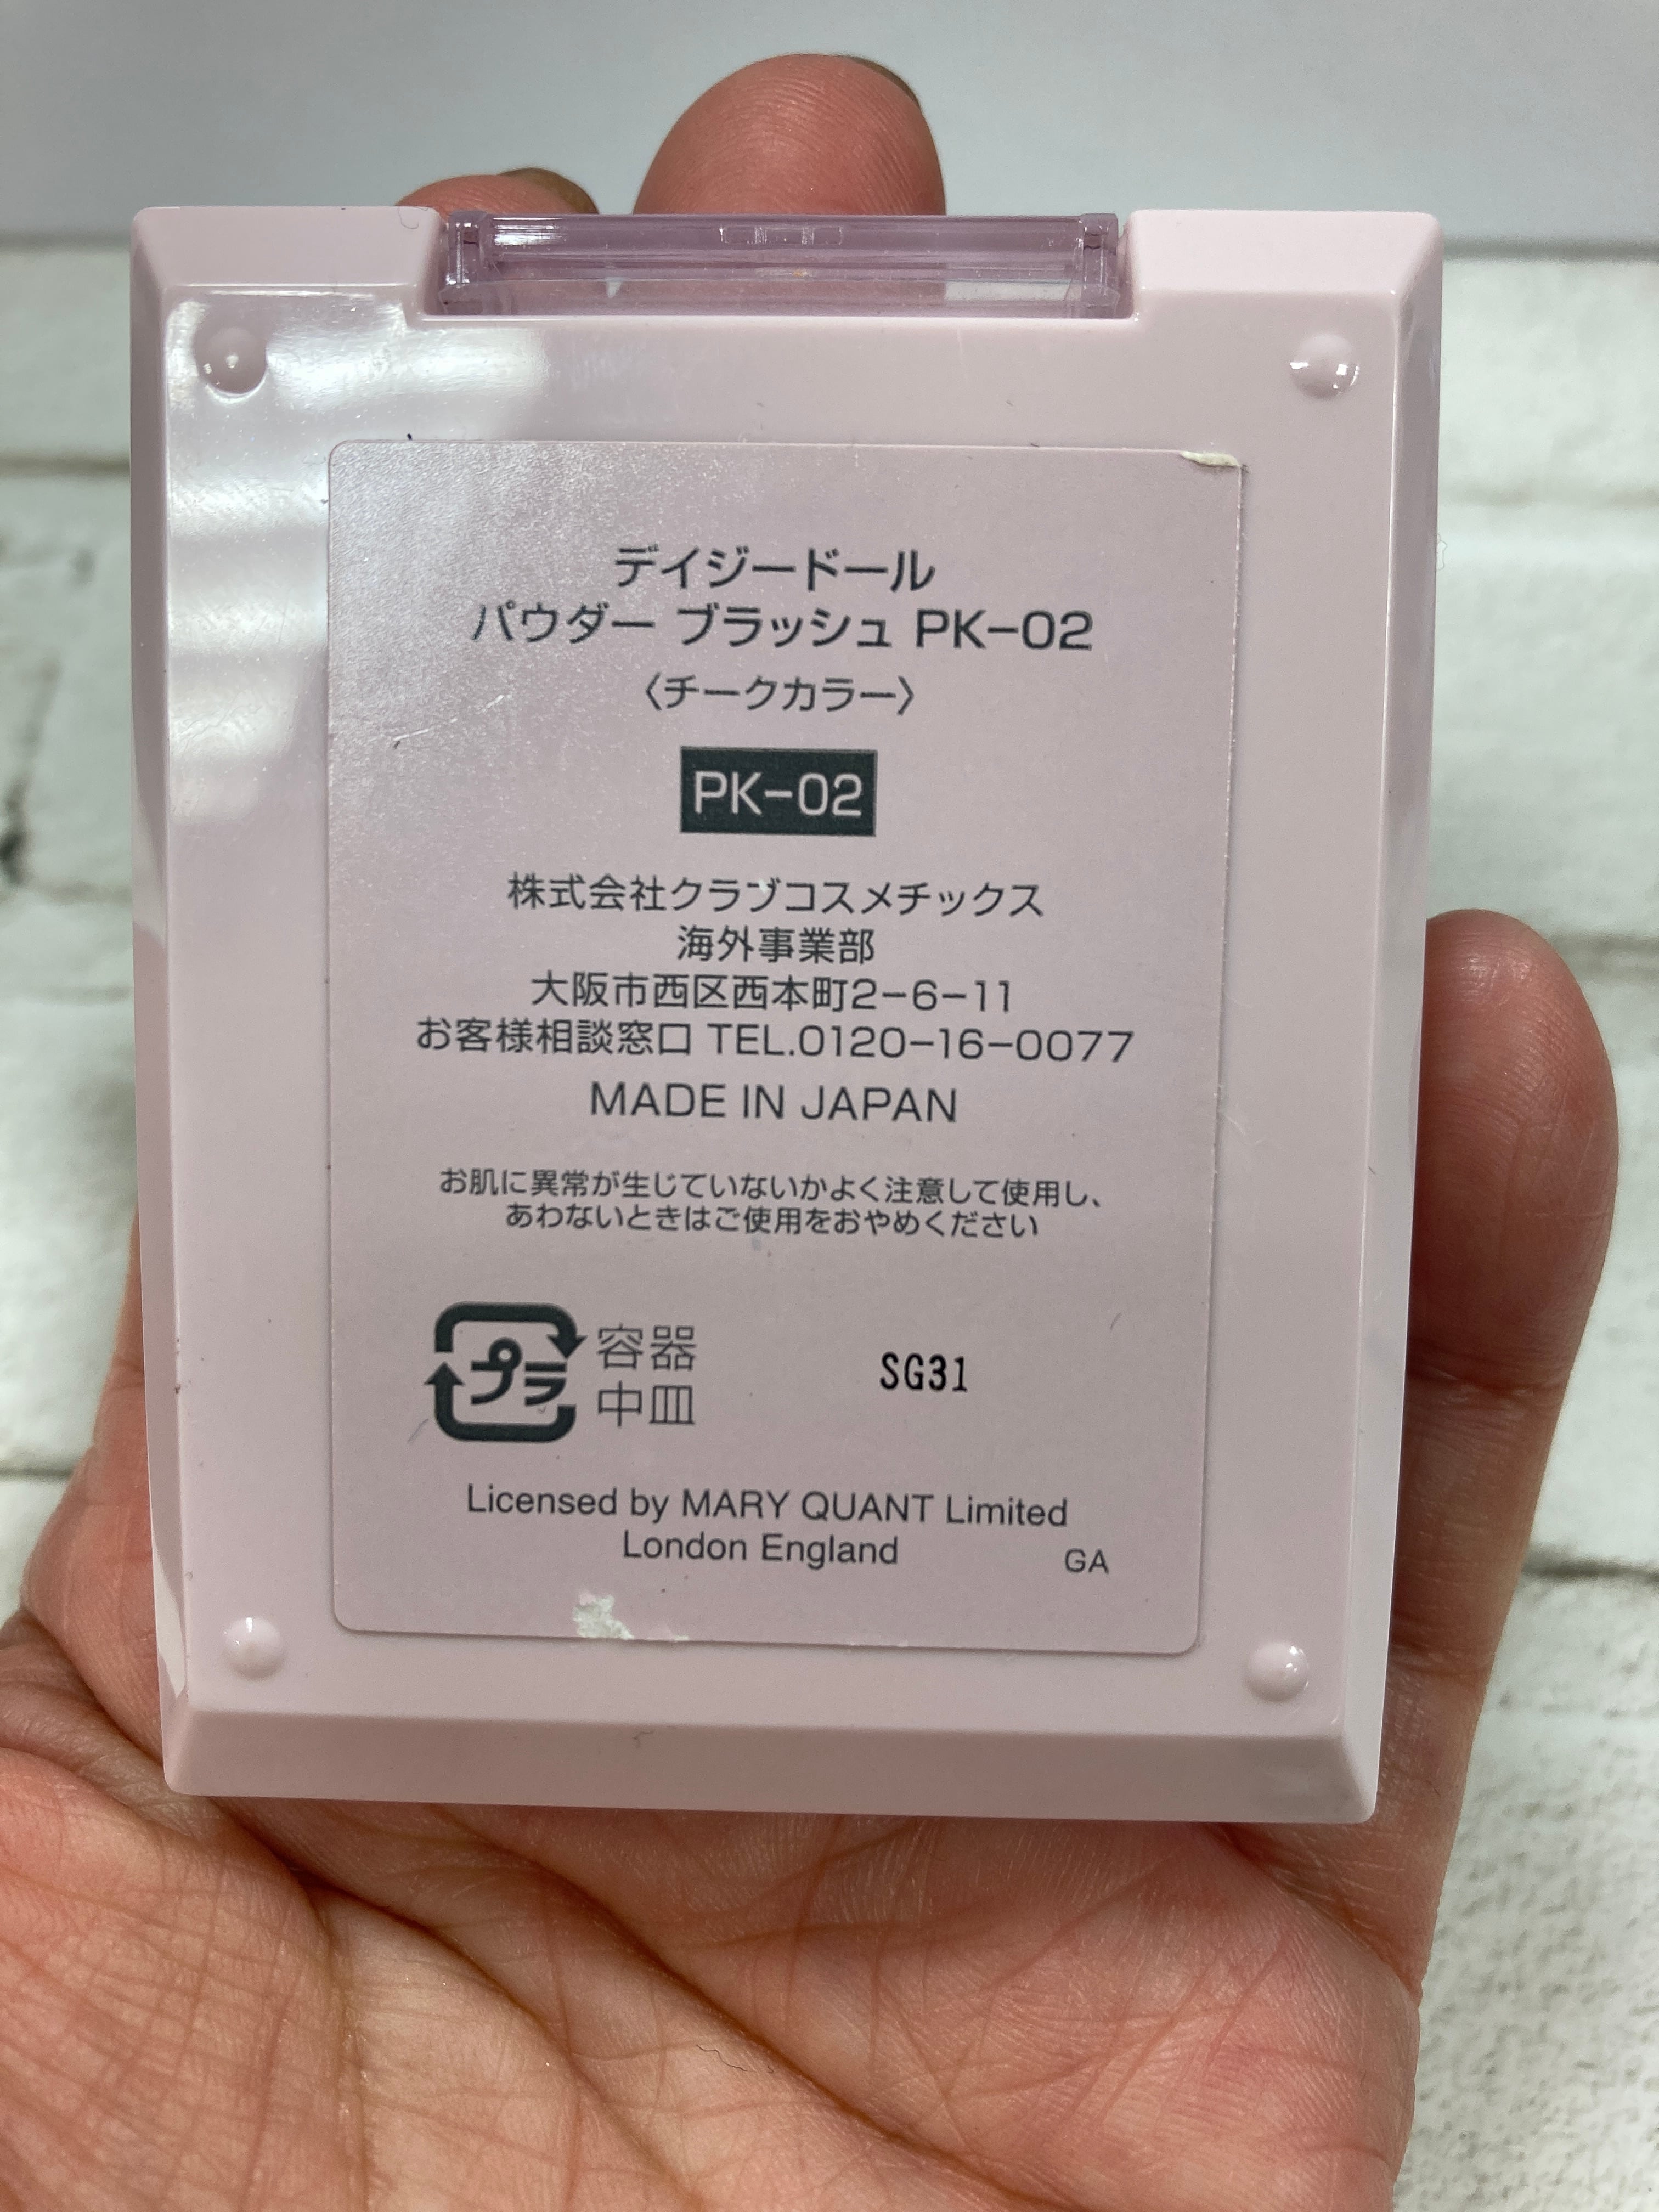 デイジードール
パウダー ブラッシュ PK-02
〈チークカラー〉
PK-02
株式会社クラブコスメチックス
海外事業部
大阪市西区西本町2-6-11
お客様相談窓口 TEL.0120-16-0077
MADE IN JAPAN
お肌に異常が生じていないかよく注意して使用し、
あわないときはご使用をおやめください
プラ 容器
中皿
SG31
Licensed by MARY QUANT Limited
London England
GA